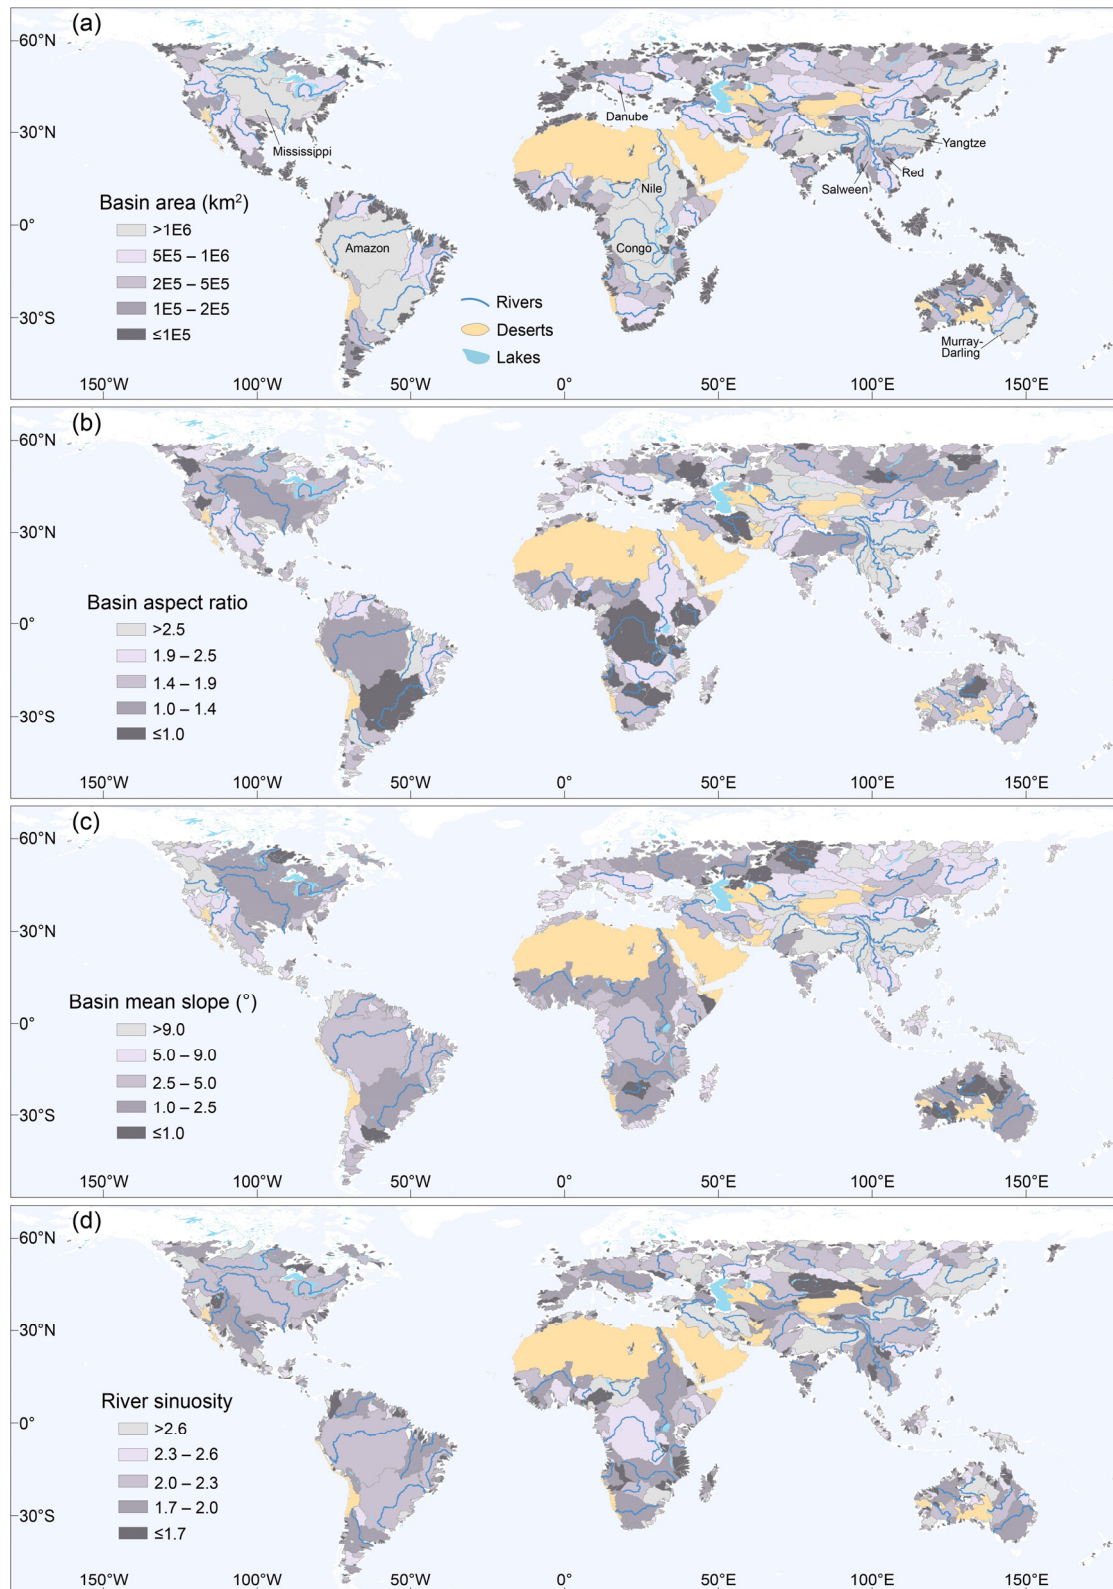 (a)
60°N
30°N
0°
30°S
Mississippi
Danube
Yangtze
Red
Salween
Nile
Congo
Amazon
Murray-
Darling
Basin area (km²)
>1E6
5E5 – 1E6
2E5 – 5E5
1E5 – 2E5
≤1E5
Rivers
Deserts
Lakes
150°W 100°W 50°W 0° 50°E 100°E 150°E
(b)
60°N
30°N
0°
30°S
Basin aspect ratio
>2.5
1.9 – 2.5
1.4 – 1.9
1.0 – 1.4
≤1.0
150°W 100°W 50°W 0° 50°E 100°E 150°E
(c)
60°N
30°N
0°
30°S
Basin mean slope (°)
>9.0
5.0 – 9.0
2.5 – 5.0
1.0 – 2.5
≤1.0
150°W 100°W 50°W 0° 50°E 100°E 150°E
(d)
60°N
30°N
0°
30°S
River sinuosity
>2.6
2.3 – 2.6
2.0 – 2.3
1.7 – 2.0
≤1.7
150°W 100°W 50°W 0° 50°E 100°E 150°E